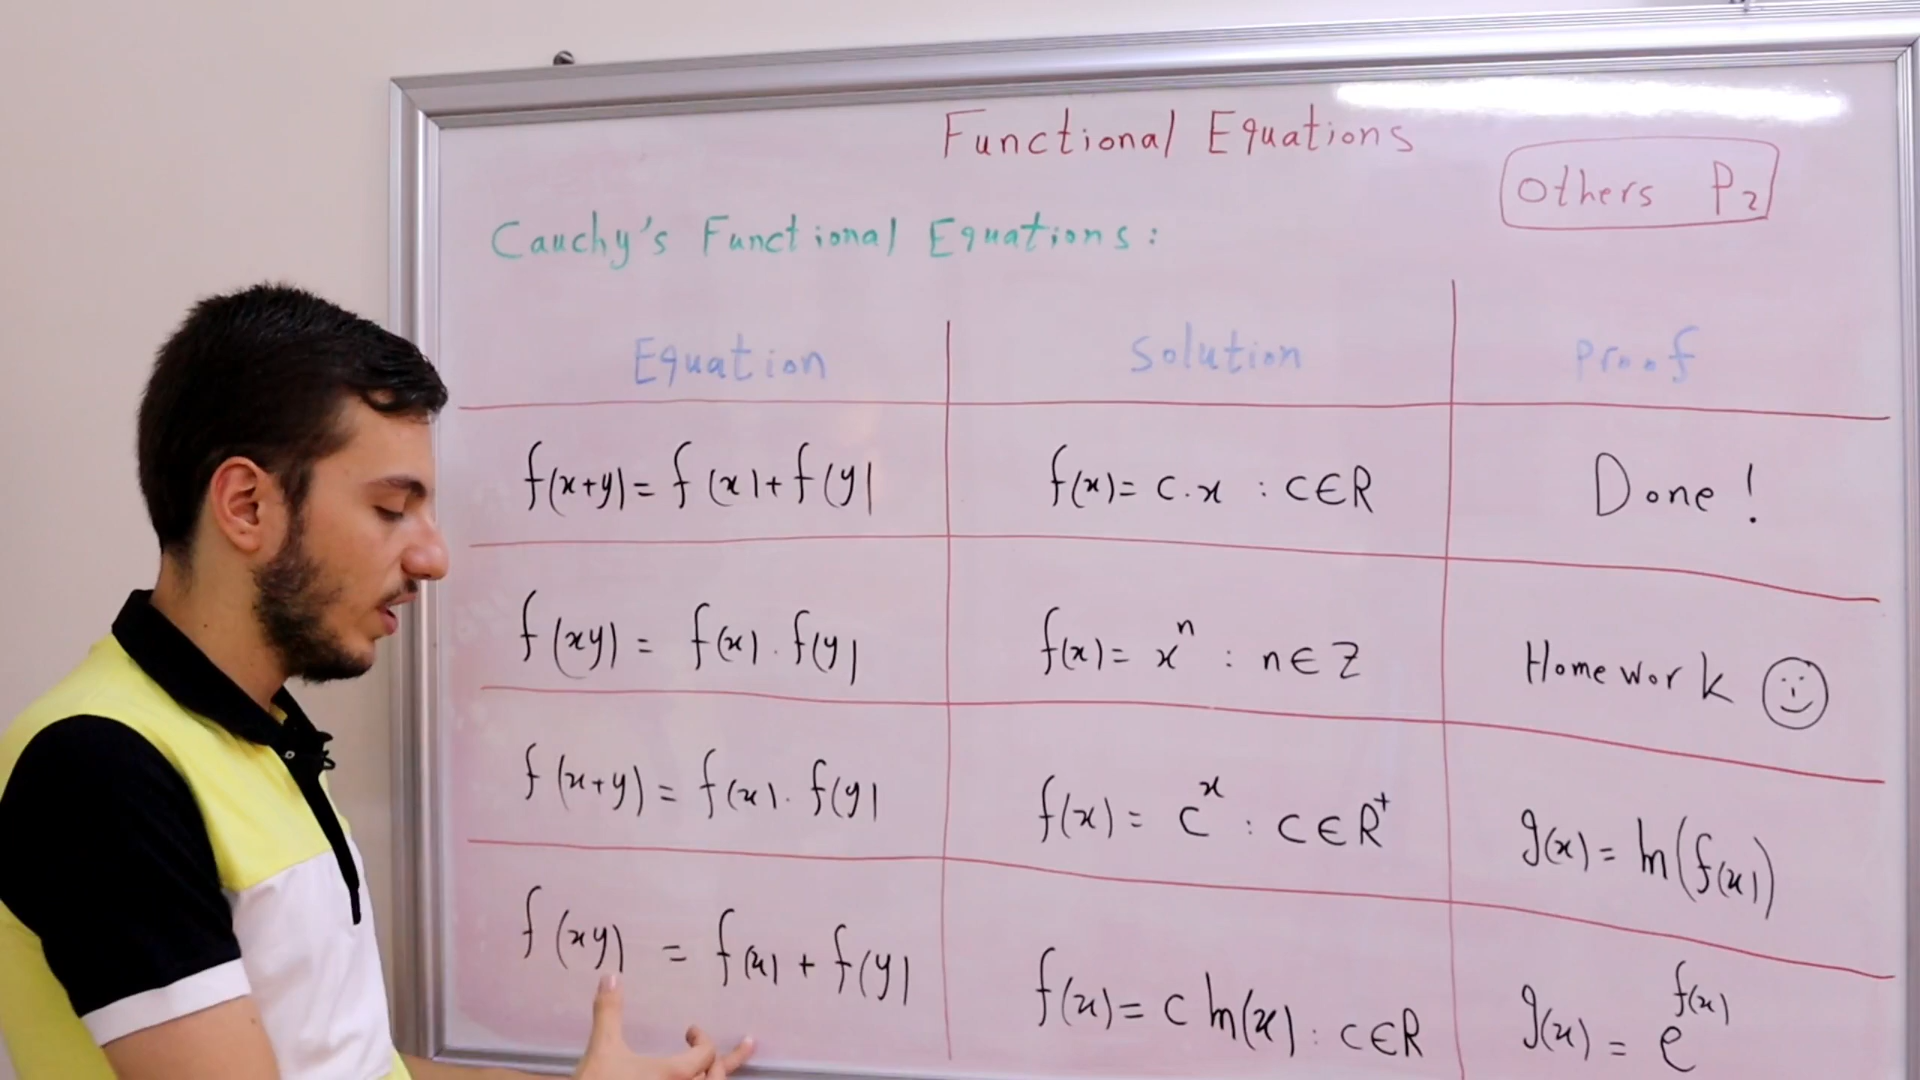 Functional Equations
Others P2
Cauchy's Functional Equations:
Equation Solution Proof
f(x+y)= f(x)+f(y) f(x)= c.x : c∈R Done!
f(xy) = f(x).f(y) f(x)= x^n : n∈Z Homework ☺
f(x+y) = f(x).f(y) f(x)= c^x : c∈R^+ g(x)= ln(f(x))
f(xy) = f(x) + f(y) f(x)= c ln(x) : c∈R g(x) = e^f(x)